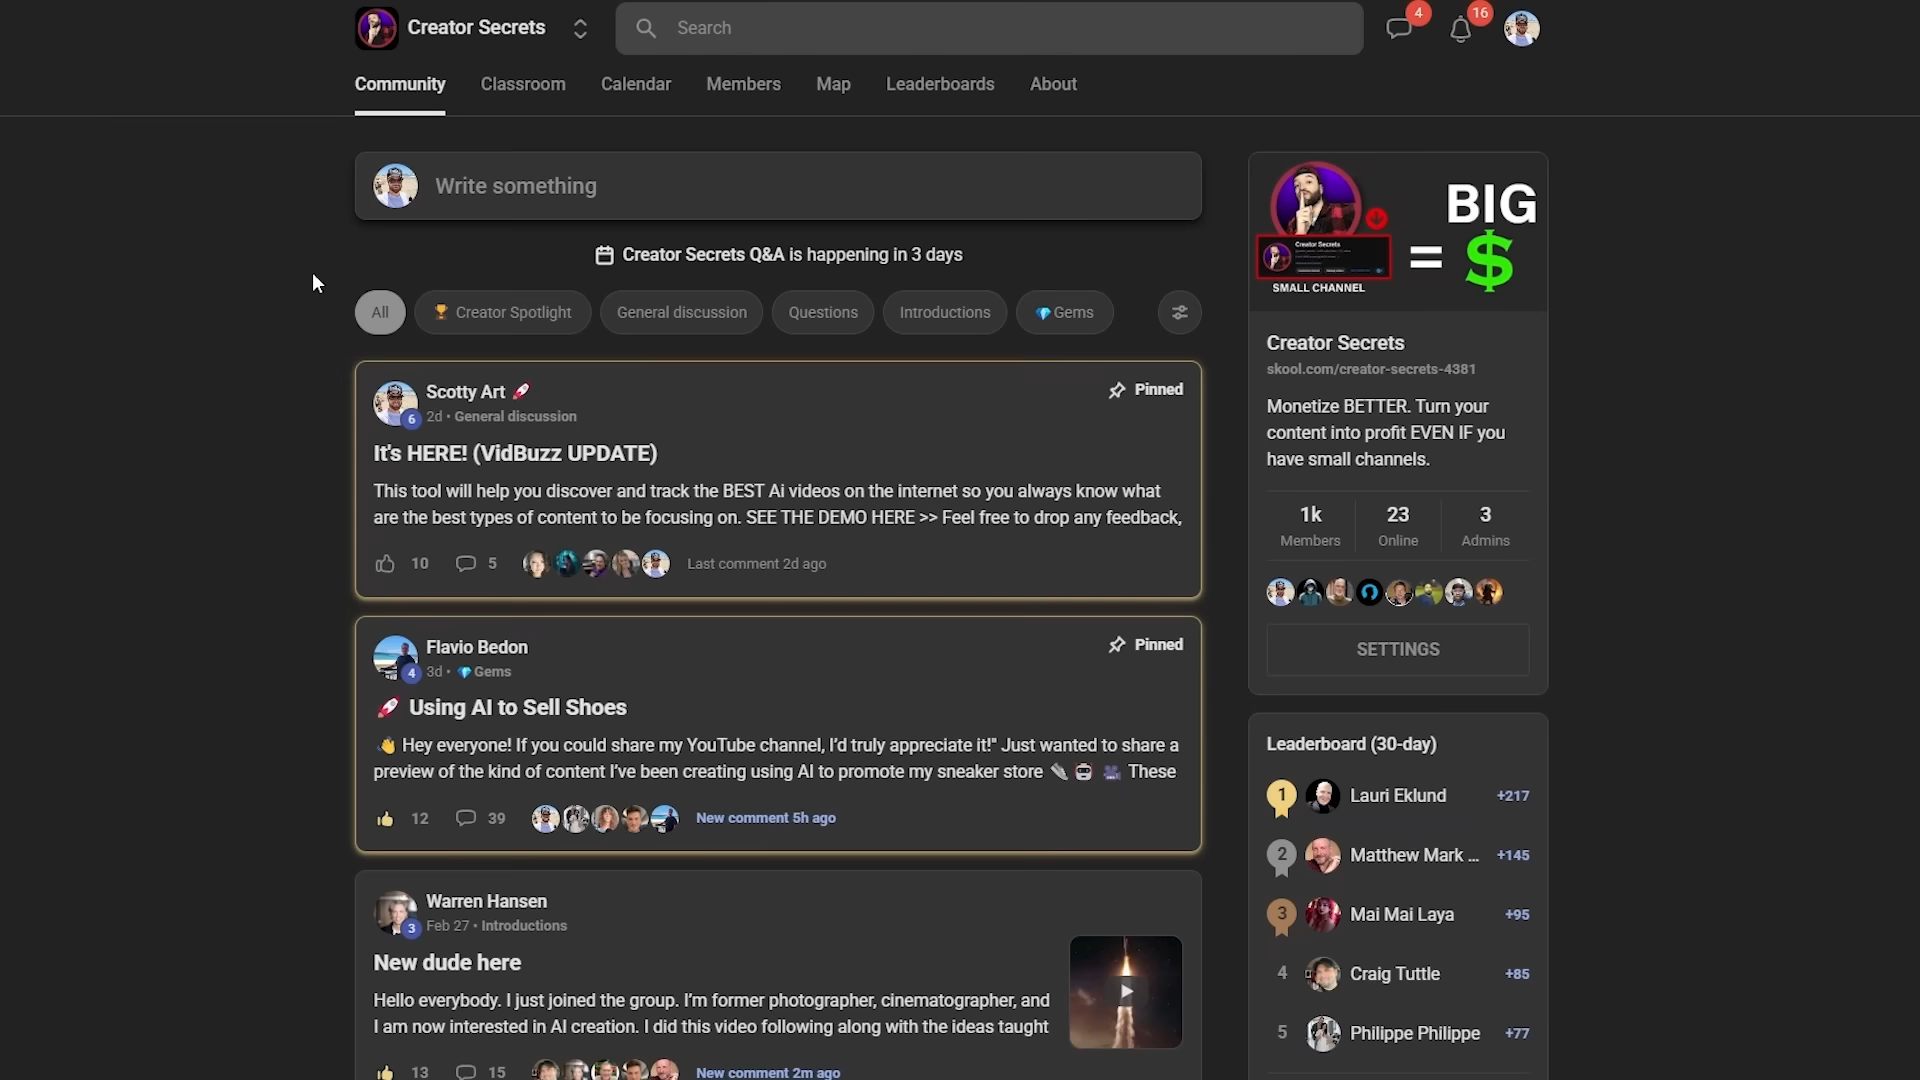 Creator Secrets
Search
4
16
Community
Classroom
Calendar
Members
Map
Leaderboards
About
Write something
Creator Secrets Q&A is happening in 3 days
All
Creator Spotlight
General discussion
Questions
Introductions
Gems
Scotty Art
Pinned
6
2d • General discussion
It's HERE! (VidBuzz UPDATE)
This tool will help you discover and track the BEST Ai videos on the internet so you always know what
are the best types of content to be focusing on. SEE THE DEMO HERE >> Feel free to drop any feedback,
10
5
Last comment 2d ago
Flavio Bedon
Pinned
4
3d • Gems
Using AI to Sell Shoes
Hey everyone! If you could share my YouTube channel, I'd truly appreciate it!" Just wanted to share a
preview of the kind of content I've been creating using AI to promote my sneaker store These
12
39
New comment 5h ago
Warren Hansen
3
Feb 27 • Introductions
New dude here
Hello everybody. I just joined the group. I'm former photographer, cinematographer, and
I am now interested in AI creation. I did this video following along with the ideas taught
13
15
New comment 2m ago
BIG
Creator Secrets
=
$
SMALL CHANNEL
Creator Secrets
skool.com/creator-secrets-4381
Monetize BETTER. Turn your
content into profit EVEN IF you
have small channels.
1k
Members
23
Online
3
Admins
SETTINGS
Leaderboard (30-day)
1
Lauri Eklund
+217
2
Matthew Mark ...
+145
3
Mai Mai Laya
+95
4
Craig Tuttle
+85
5
Philippe Philippe
+77